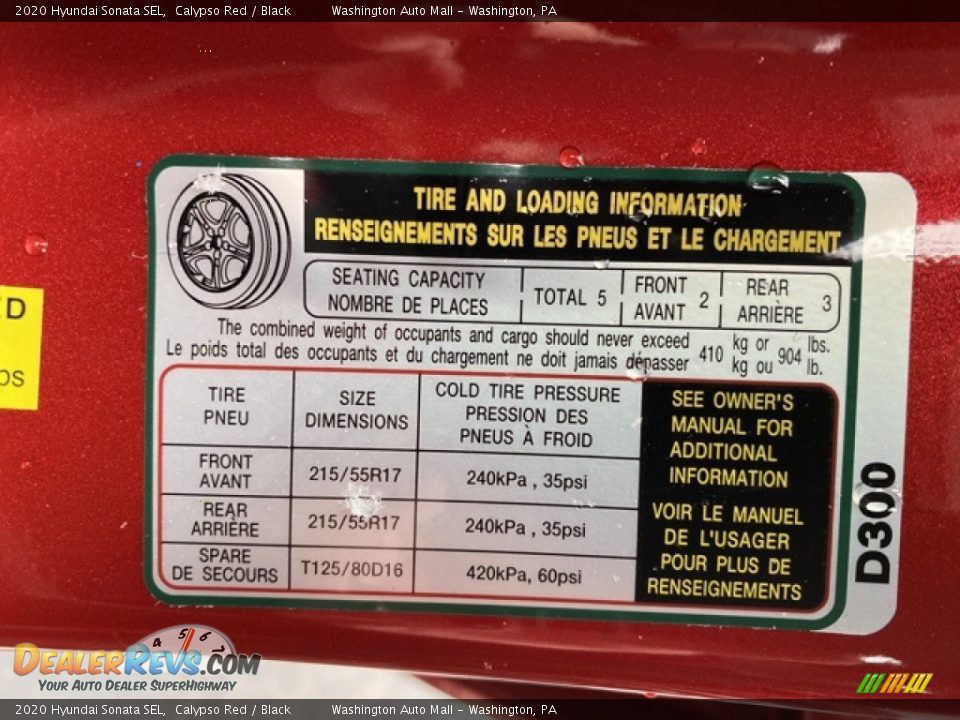 2020 Hyundai Sonata SEL, Calypso Red / Black Washington Auto Mall - Washington, PA
TIRE AND LOADING INFORMATION
RENSEIGNEMENTS SUR LES PNEUS ET LE CHARGEMENT
SEATING CAPACITY
NOMBRE DE PLACES
TOTAL 5
FRONT
AVANT
2
REAR
ARRIÈRE
3
The combined weight of occupants and cargo should never exceed
Le poids total des occupants et du chargement ne doit jamais dépasser
410
kg or
kg ou
904
lbs.
lb.
TIRE
PNEU
SIZE
DIMENSIONS
COLD TIRE PRESSURE
PRESSION DES
PNEUS À FROID
FRONT
AVANT
215/55R17
240kPa , 35psi
REAR
ARRIÈRE
215/55R17
240kPa , 35psi
SPARE
DE SECOURS
T125/80D16
420kPa, 60psi
SEE OWNER'S
MANUAL FOR
ADDITIONAL
INFORMATION
VOIR LE MANUEL
DE L'USAGER
POUR PLUS DE
RENSEIGNEMENTS
D300
4 5 6
DEALERREVS.COM
YOUR AUTO DEALER SUPERHIGHWAY
2020 Hyundai Sonata SEL, Calypso Red / Black Washington Auto Mall - Washington, PA